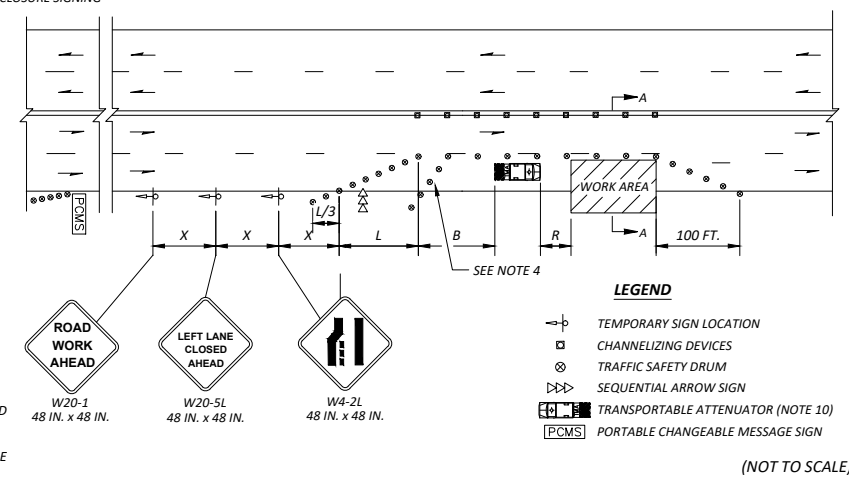 CLOSURE SIGNING
A
WORK AREA
PCMS
L/3
X
X
X
L
B
R
A
100 FT.
SEE NOTE 4
ROAD
WORK
AHEAD
W20-1
48 IN. x 48 IN.
LEFT LANE
CLOSED
AHEAD
W20-5L
48 IN. x 48 IN.
W4-2L
48 IN. x 48 IN.
LEGEND
TEMPORARY SIGN LOCATION
CHANNELIZING DEVICES
TRAFFIC SAFETY DRUM
SEQUENTIAL ARROW SIGN
TRANSPORTABLE ATTENUATOR (NOTE 10)
PCMS PORTABLE CHANGEABLE MESSAGE SIGN
(NOT TO SCALE)